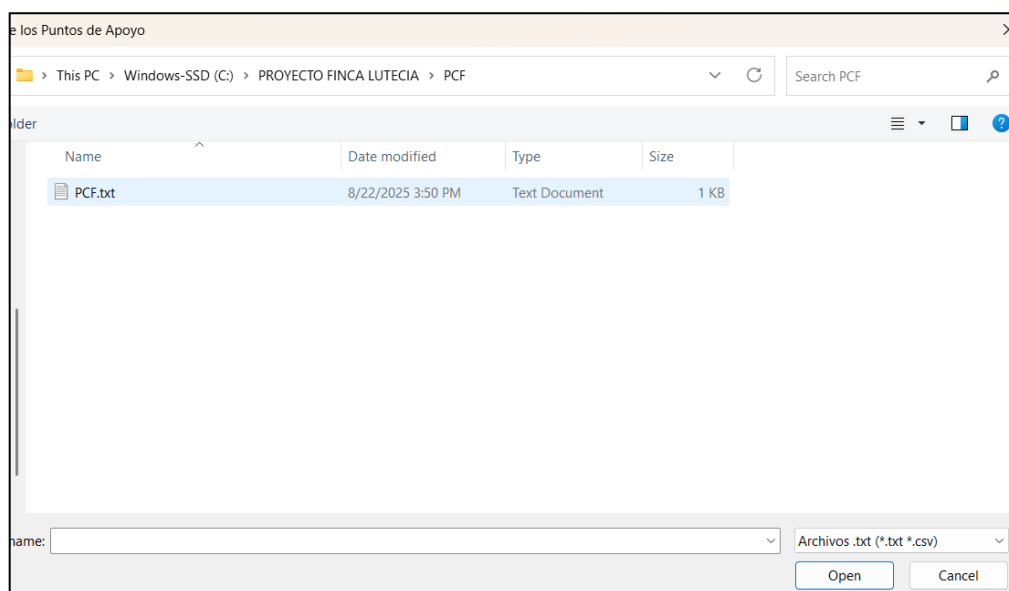 e los Puntos de Apoyo
This PC > Windows-SSD (C:) > PROYECTO FINCA LUTECIA > PCF
Search PCF
older
Name Date modified Type Size
PCF.txt 8/22/2025 3:50 PM Text Document 1 KB
name:
Archivos .txt (*.txt *.csv)
Open Cancel